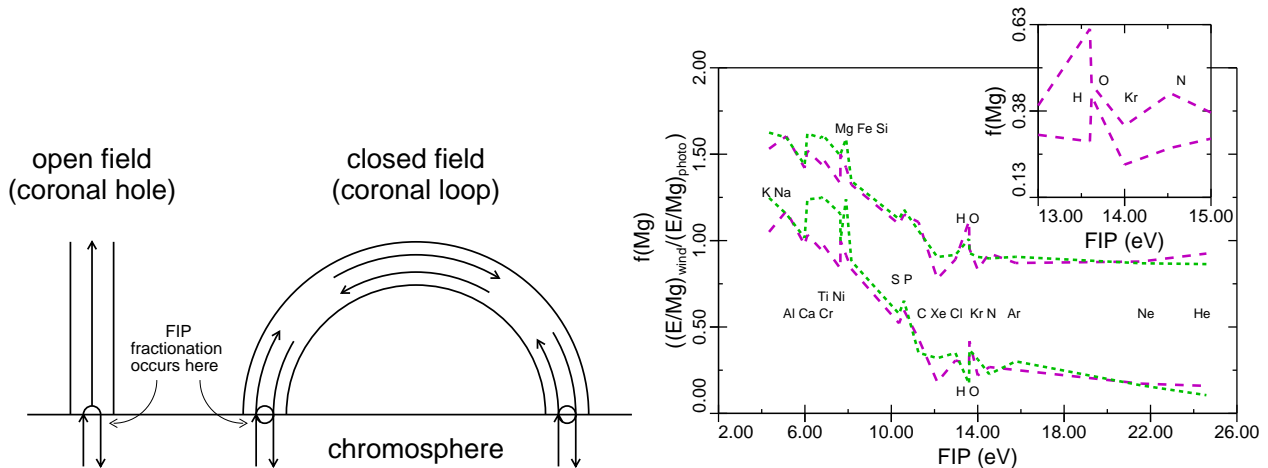 open field
(coronal hole)
closed field
(coronal loop)
FIP
fractionation
occurs here
chromosphere
f(Mg)
((E/Mg)wind/(E/Mg)photo)
2.00
1.50
1.00
0.50
0.00
2.00 6.00 10.00 14.00 18.00 22.00 26.00
FIP (eV)
Mg Fe Si
K Na
H O
S P
Ti Ni
Al Ca Cr
C Xe Cl Kr N Ar Ne He
H O
f(Mg)
0.63
0.38
0.13
O
H Kr N
13.00 14.00 15.00
FIP (eV)